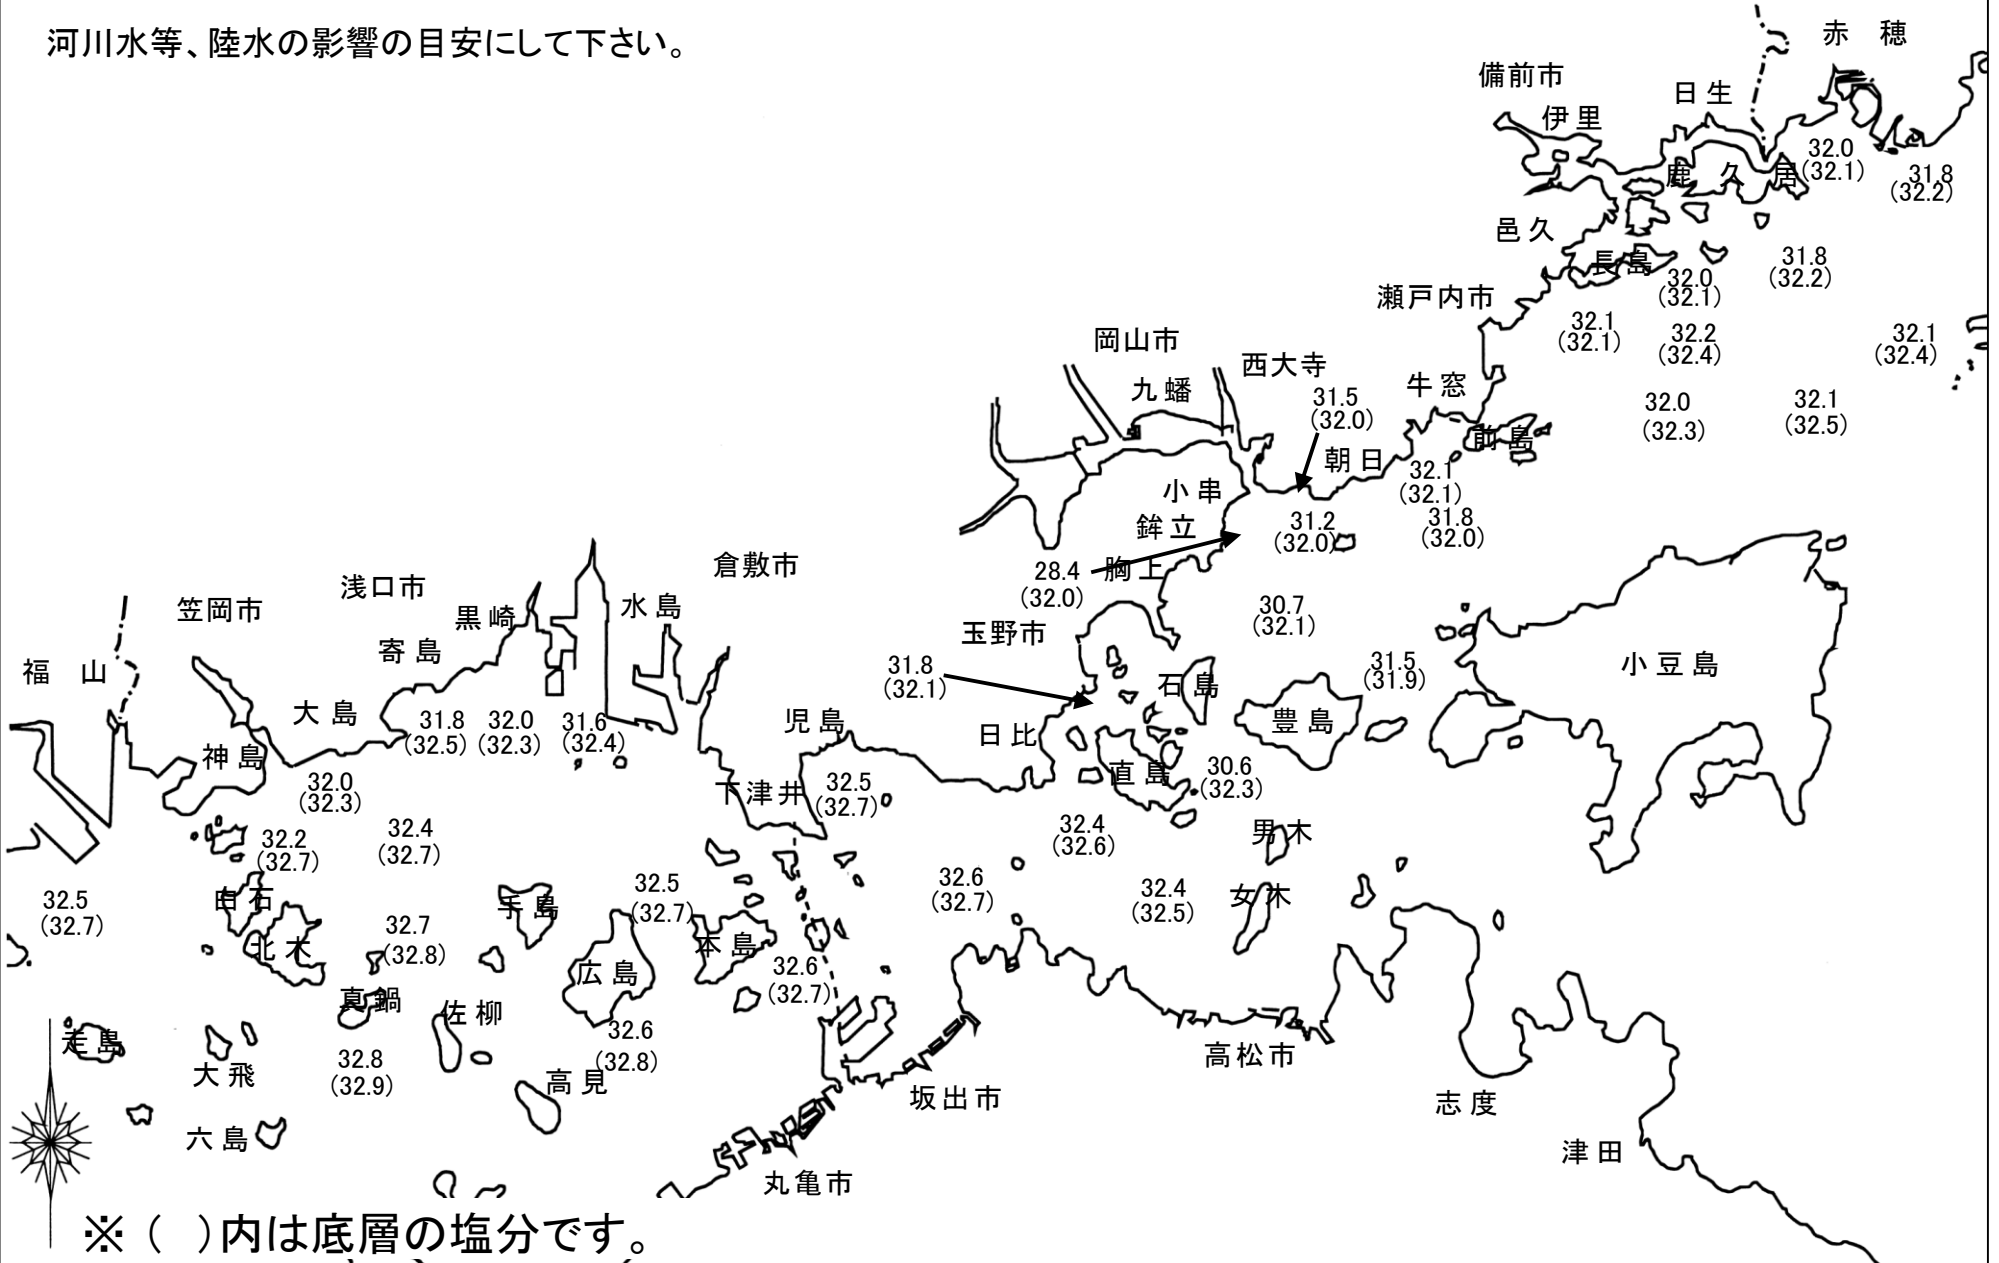 河川水等、陸水の影響の目安にして下さい。
赤 穂
備前市
日生
伊里
32.0
(32.1)
鹿 久 居
31.8
(32.2)
邑久
長島
31.8
(32.2)
32.0
(32.1)
瀬戸内市
32.1
(32.1)
32.2
(32.4)
32.1
(32.4)
岡山市
西大寺
九蟠
牛窓
31.5
(32.0)
32.0
(32.3)
32.1
(32.5)
前島
朝日
32.1
(32.1)
小串
鉾立
31.2
(32.0)
31.8
(32.0)
胸上
28.4
(32.0)
倉敷市
浅口市
笠岡市
黒崎
水島
30.7
(32.1)
玉野市
寄島
福 山
31.8
(32.1)
石島
31.5
(31.9)
小豆島
大島
31.8
(32.5)
32.0
(32.3)
31.6
(32.4)
児島
日比
豊島
神島
直島
30.6
(32.3)
32.0
(32.3)
下津井
32.5
(32.7)
32.2
(32.7)
32.4
(32.7)
32.4
(32.6)
男木
32.5
(32.7)
白石
手島
32.5
(32.7)
32.6
(32.7)
32.4
(32.5)
女木
32.7
(32.8)
北木
本島
広島
32.6
(32.7)
真鍋
佐柳
32.6
(32.8)
走島
大飛
32.8
(32.9)
高見
高松市
坂出市
志度
六島
津田
丸亀市
※( )内は底層の塩分です。